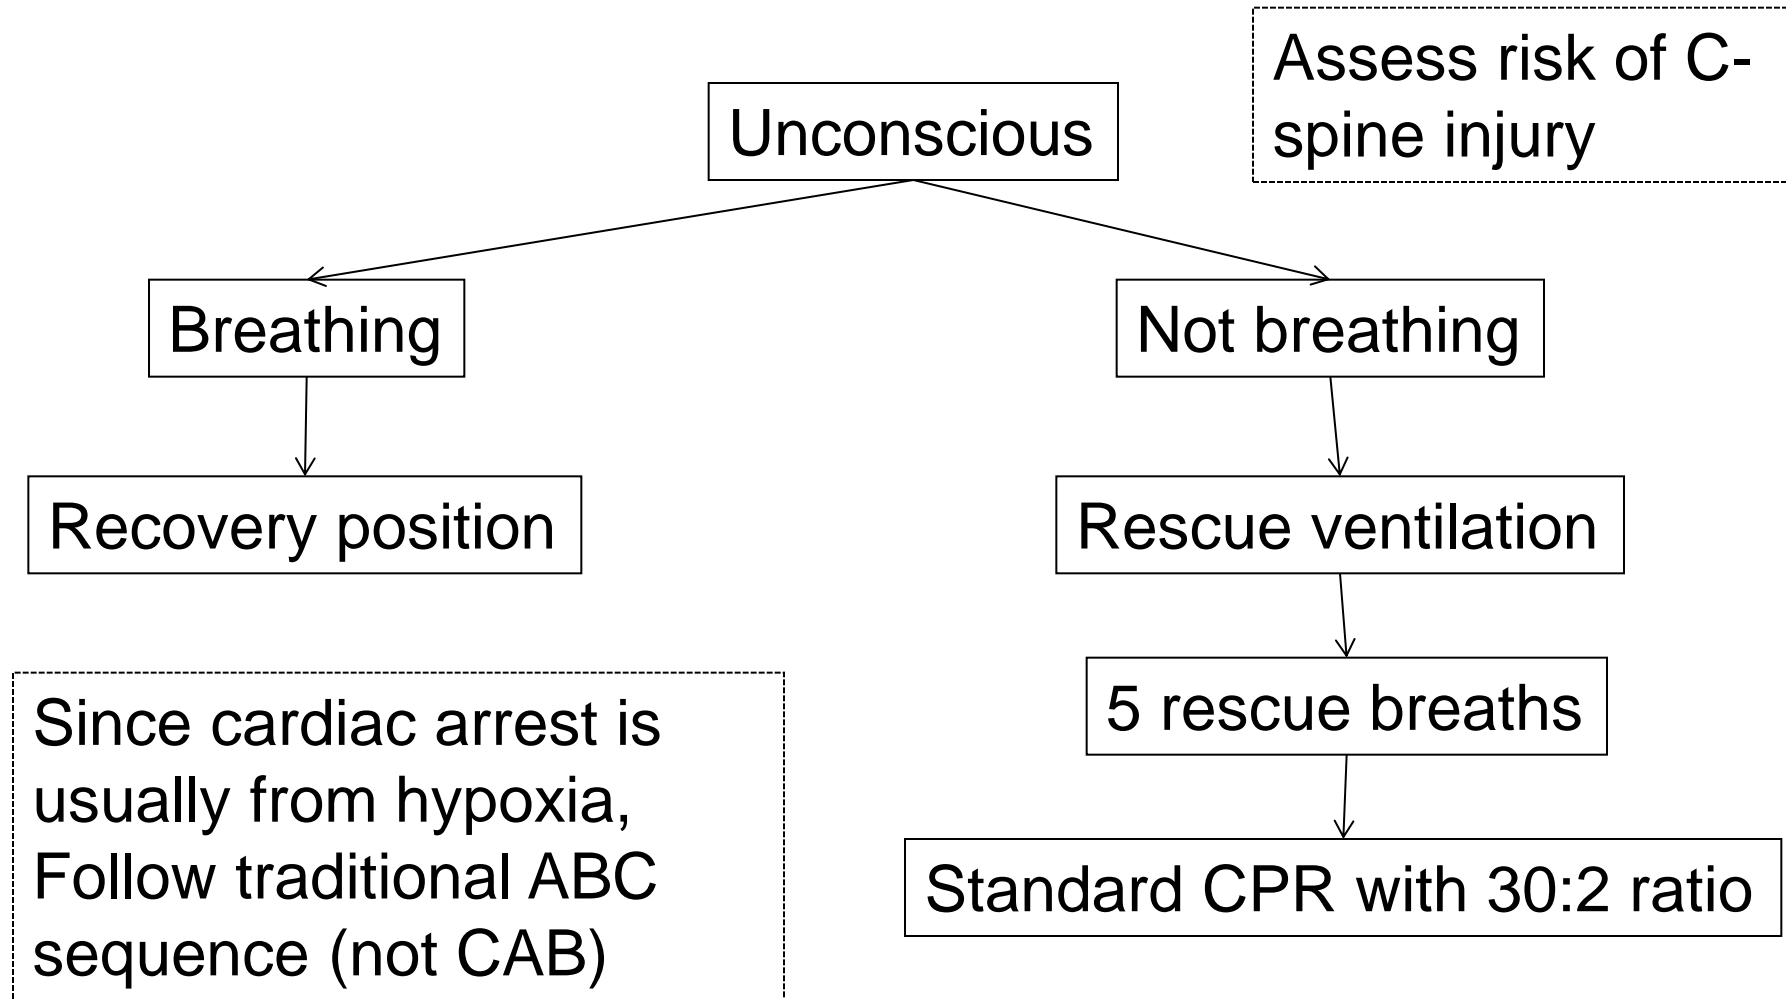 Assess risk of C-
spine injury
Unconscious
Breathing
Not breathing
Recovery position
Rescue ventilation
5 rescue breaths
Since cardiac arrest is
usually from hypoxia,
Follow traditional ABC
sequence (not CAB)
Standard CPR with 30:2 ratio